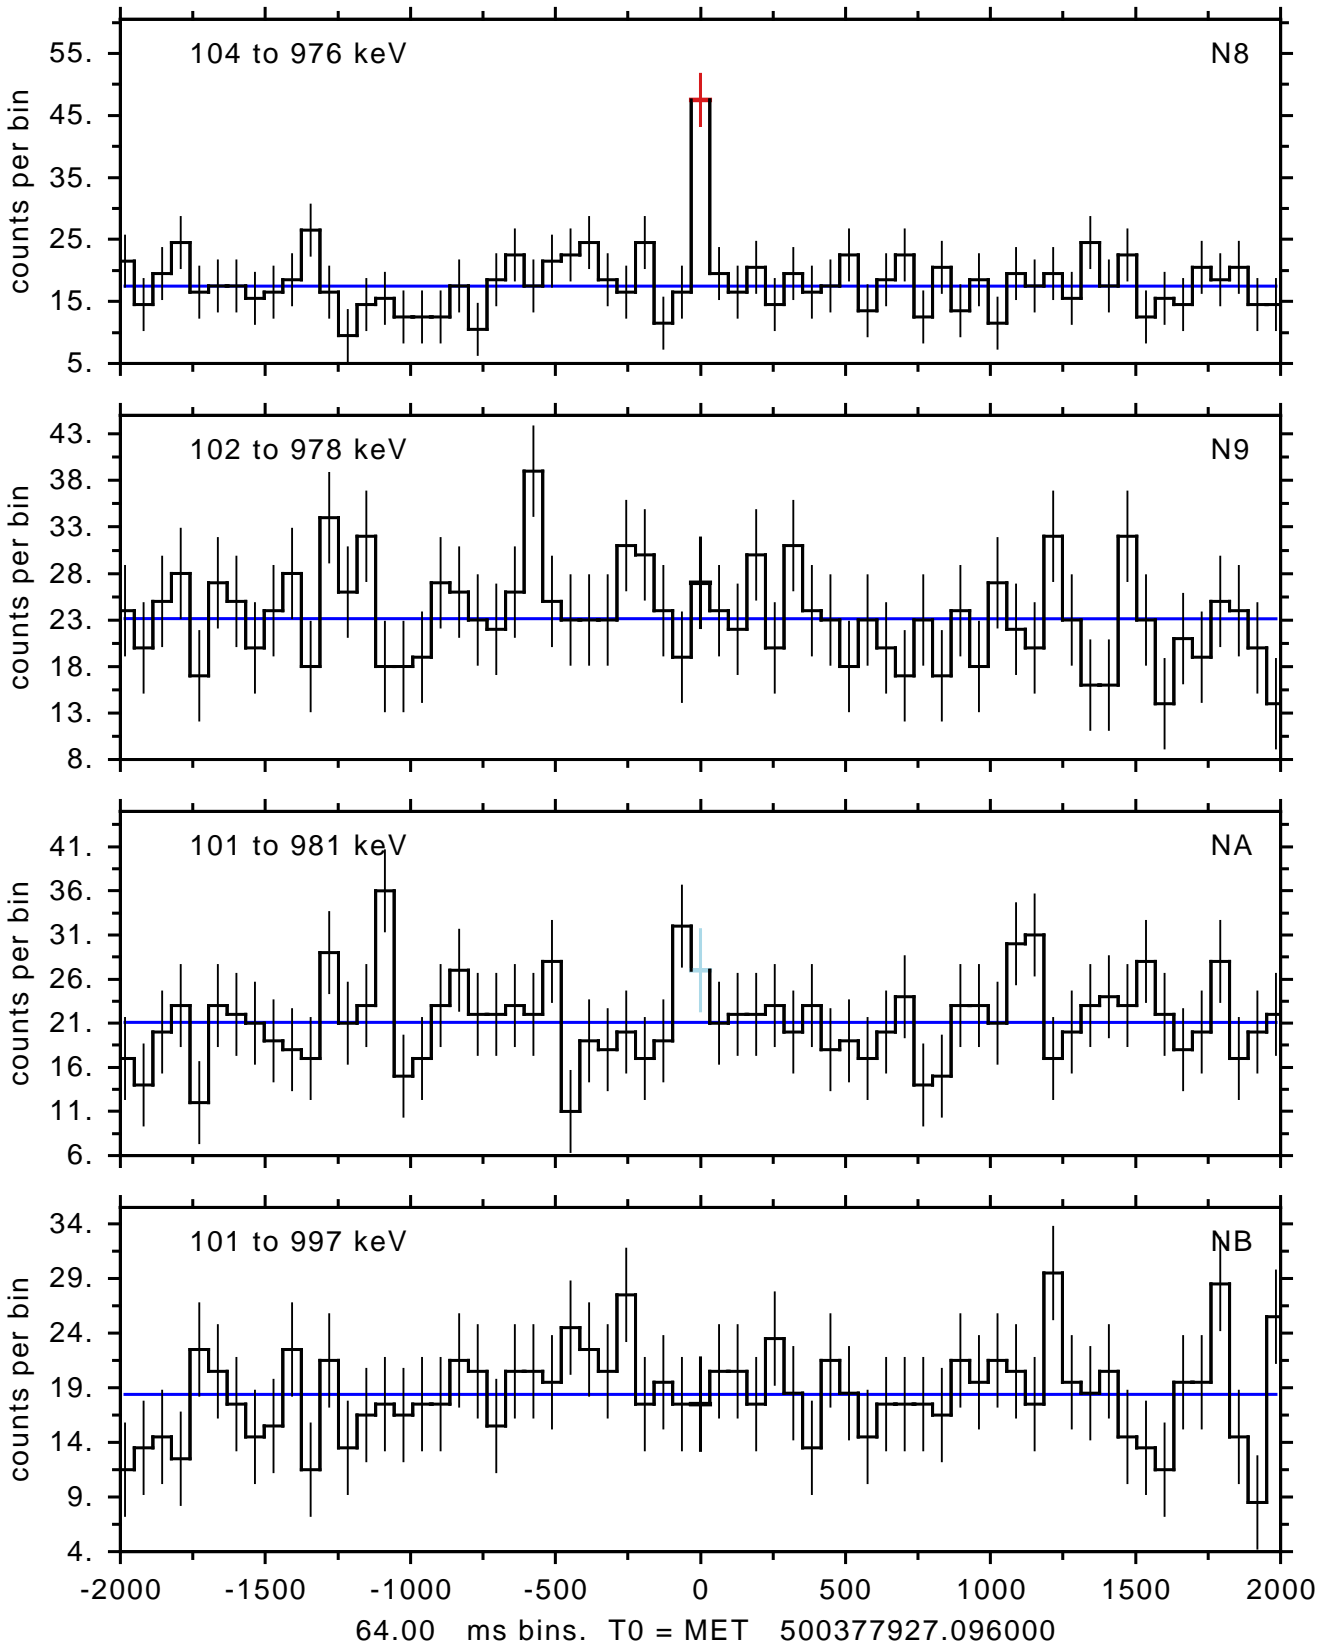 104 to 976 keV N8
55.
45.
35.
25.
15.
5.
counts per bin
102 to 978 keV N9
43.
38.
33.
28.
23.
18.
13.
8.
counts per bin
101 to 981 keV NA
41.
36.
31.
26.
21.
16.
11.
6.
counts per bin
101 to 997 keV NB
34.
29.
24.
19.
14.
9.
4.
counts per bin
-2000 -1500 -1000 -500 0 500 1000 1500 2000
64.00 ms bins. T0 = MET 500377927.096000